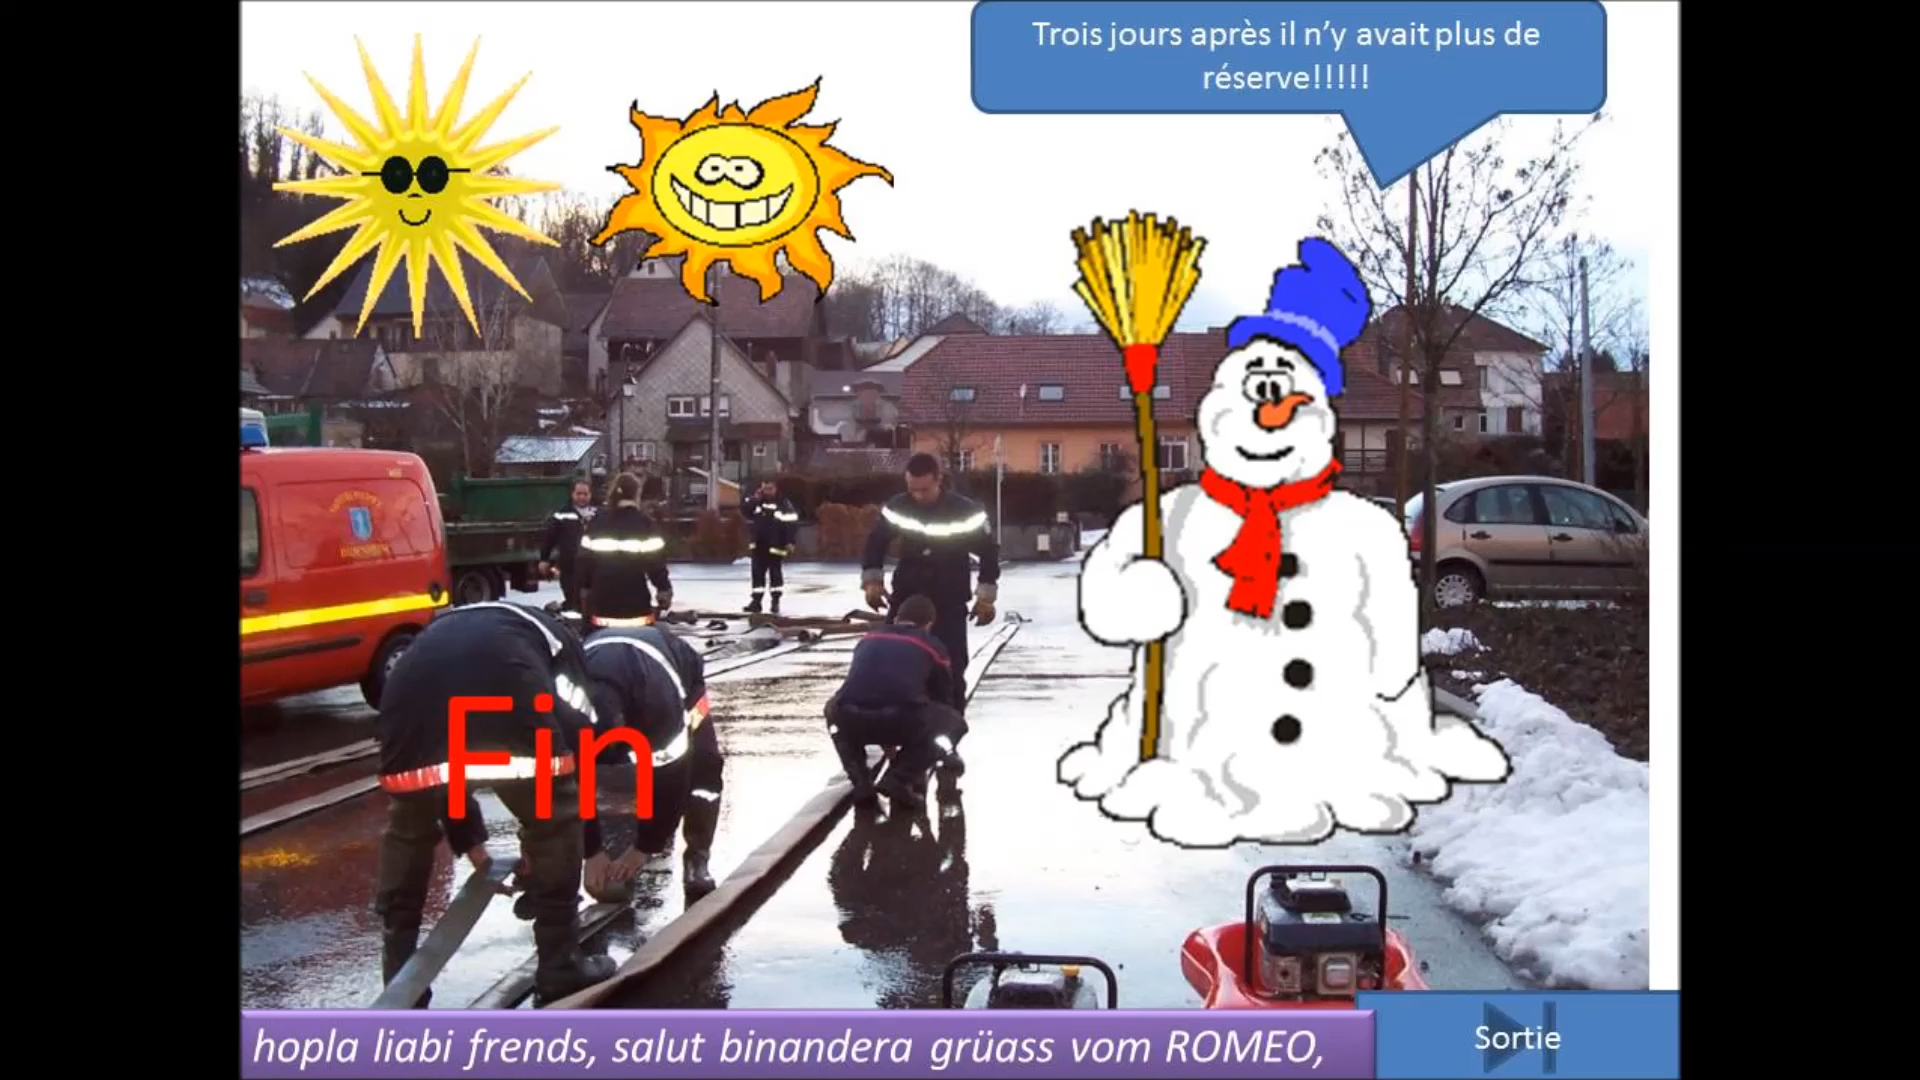 Trois jours après il n'y avait plus de
réserve!!!!!
Fin
hopla liabi frends, salut binandera grüass vom ROMEO,
Sortie